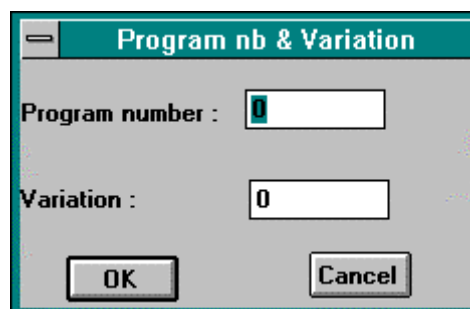 Program nb & Variation
Program number : 0
Variation : 0
OK Cancel